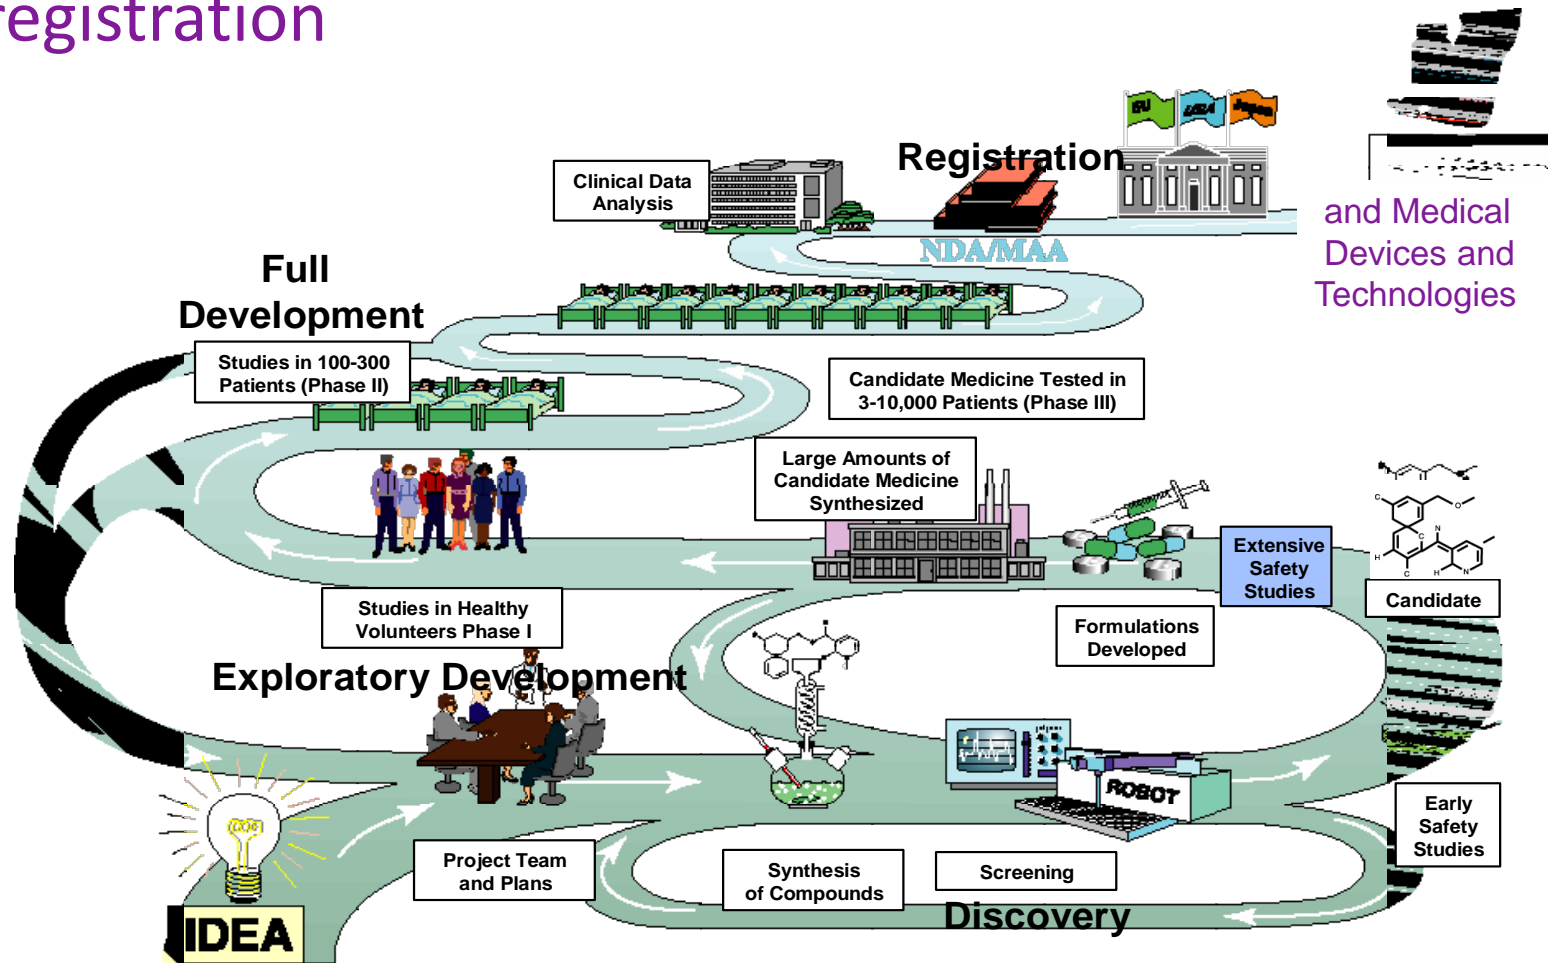 registration
EU
USA
Japan
Registration
Clinical Data
Analysis
NDA/MAA
and Medical
Devices and
Technologies
Full
Development
Studies in 100-300
Patients (Phase II)
Candidate Medicine Tested in
3-10,000 Patients (Phase III)
Large Amounts of
Candidate Medicine
Synthesized
Extensive
Safety
Studies
Candidate
Studies in Healthy
Volunteers Phase I
Formulations
Developed
Exploratory Development
ROBOT
Early
Safety
Studies
Project Team
and Plans
Synthesis
of Compounds
Screening
Discovery
IDEA